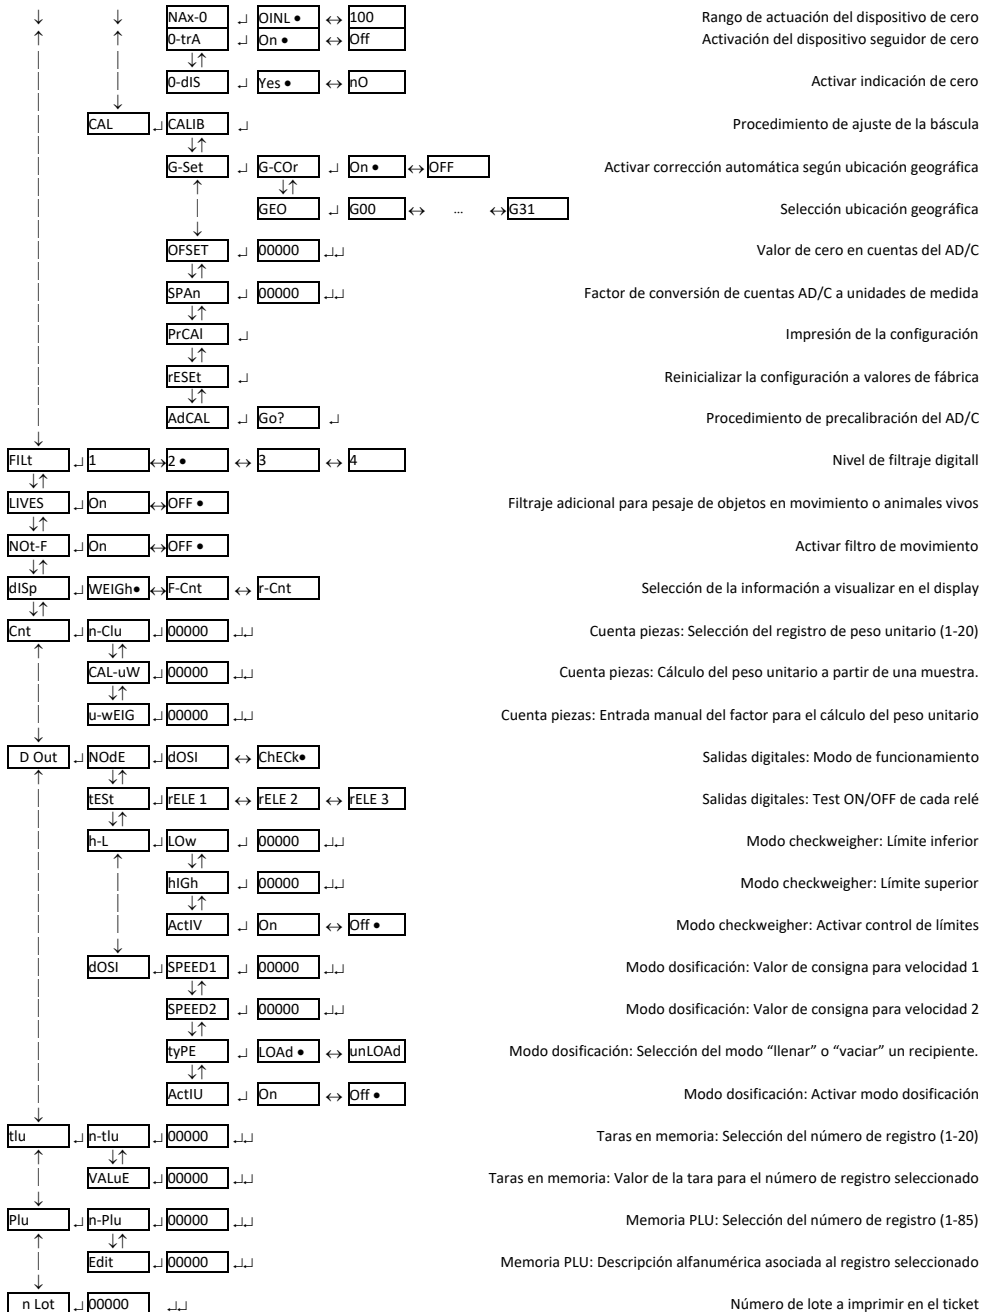 ↓ ↓ NAx-0 ↵ OINL • ↔ 100 Rango de actuación del dispositivo de cero
↑ ↑ 0-trA ↵ On • ↔ Off Activación del dispositivo seguidor de cero
↓↑
0-dIS ↵ Yes • ↔ nO Activar indicación de cero
↓
CAL ↵ CALIB ↵ Procedimiento de ajuste de la báscula
↓↑
G-Set ↵ G-COr ↵ On • ↔ OFF Activar corrección automática según ubicación geográfica
↑ ↓↑
GEO ↵ G00 ↔ ... ↔ G31 Selección ubicación geográfica
↓
OFSET ↵ 00000 ↵↵ Valor de cero en cuentas del AD/C
↓↑
SPAn ↵ 00000 ↵↵ Factor de conversión de cuentas AD/C a unidades de medida
↓↑
PrCAl ↵ Impresión de la configuración
↓↑
rESEt ↵ Reinicializar la configuración a valores de fábrica
↓↑
AdCAL ↵ Go? ↵ Procedimiento de precalibración del AD/C
↓
FILt ↵ 1 ↔ 2 • ↔ 3 ↔ 4 Nivel de filtraje digitall
↓↑
LIVES ↵ On ↔ OFF • Filtraje adicional para pesaje de objetos en movimiento o animales vivos
↓↑
NOt-F ↵ On ↔ OFF • Activar filtro de movimiento
↓↑
dISp ↵ WEIGh• ↔ F-Cnt ↔ r-Cnt Selección de la información a visualizar en el display
↓↑
Cnt ↵ n-Clu ↵ 00000 ↵↵ Cuenta piezas: Selección del registro de peso unitario (1-20)
↑ ↓↑
CAL-uW ↵ 00000 ↵↵ Cuenta piezas: Cálculo del peso unitario a partir de una muestra.
↓↑
u-wEIG ↵ 00000 ↵↵ Cuenta piezas: Entrada manual del factor para el cálculo del peso unitario
↓
D Out ↵ NOdE ↵ dOSI ↔ ChECk• Salidas digitales: Modo de funcionamiento
↑ ↓↑
tESt ↵ rELE 1 ↔ rELE 2 ↔ rELE 3 Salidas digitales: Test ON/OFF de cada relé
↓↑
h-L ↵ LOw ↵ 00000 ↵↵ Modo checkweigher: Límite inferior
↑ ↓↑
hIGh ↵ 00000 ↵↵ Modo checkweigher: Límite superior
↓↑
ActIV ↵ On ↔ Off • Modo checkweigher: Activar control de límites
↓
dOSI ↵ SPEED1 ↵ 00000 ↵↵ Modo dosificación: Valor de consigna para velocidad 1
↓↑
SPEED2 ↵ 00000 ↵↵ Modo dosificación: Valor de consigna para velocidad 2
↓↑
tyPE ↵ LOAd • ↔ unLOAd Modo dosificación: Selección del modo “llenar” o “vaciar” un recipiente.
↓↑
ActIU ↵ On ↔ Off • Modo dosificación: Activar modo dosificación
↓
tlu ↵ n-tlu ↵ 00000 ↵↵ Taras en memoria: Selección del número de registro (1-20)
↑ ↓↑
VALuE ↵ 00000 ↵↵ Taras en memoria: Valor de la tara para el número de registro seleccionado
↓
Plu ↵ n-Plu ↵ 00000 ↵↵ Memoria PLU: Selección del número de registro (1-85)
↑ ↓↑
Edit ↵ 00000 ↵↵ Memoria PLU: Descripción alfanumérica asociada al registro seleccionado
↓
n Lot ↵ 00000 ↵↵ Número de lote a imprimir en el ticket